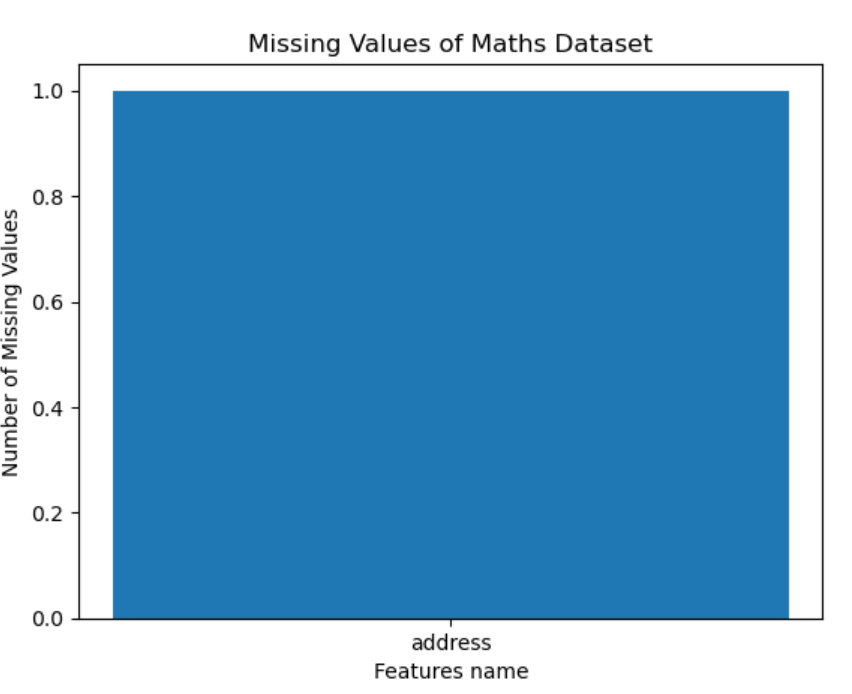 Missing Values of Maths Dataset
Number of Missing Values
1.0
0.8
0.6
0.4
0.2
0.0
address
Features name